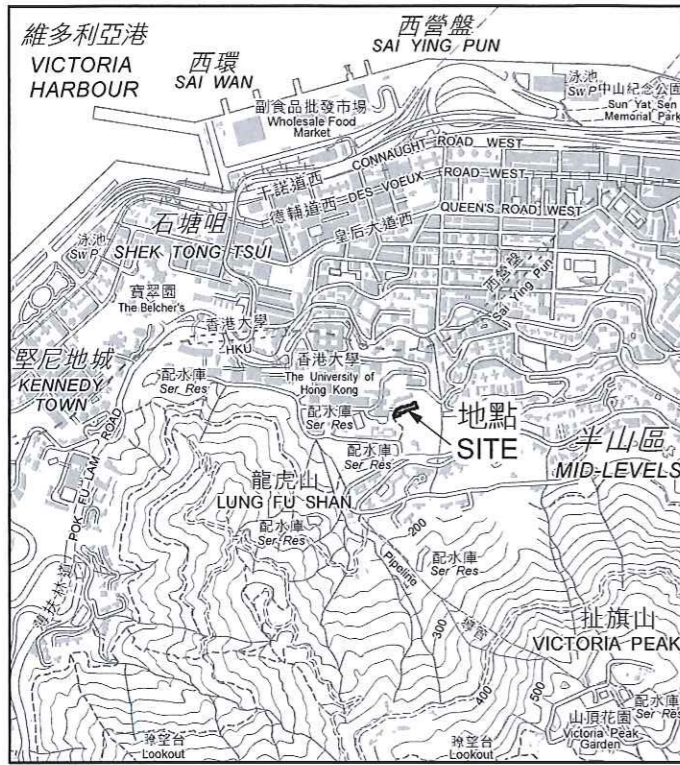 維多利亞港
VICTORIA
HARBOUR
西環
SAI WAN
西營盤
SAI YING PUN
泳池
Sw P
中山紀念公園
Sun Yat Sen
Memorial Park
副食品批發市場
Wholesale Food
Market
干諾道西
CONNAUGHT ROAD WEST
德輔道西
DES VOEUX ROAD WEST
皇后大道西
QUEEN'S ROAD WEST
石塘咀
SHEK TONG TSUI
泳池
Sw P
西營盤
Sai Ying Pun
寶翠園
The Belcher's
香港大學
HKU
香港大學
The University of
Hong Kong
堅尼地城
KENNEDY
TOWN
配水庫
Ser Res
配水庫
Ser Res
地點
SITE
配水庫
Ser Res
半山區
MID-LEVELS
龍虎山
LUNG FU SHAN
POK FU LAM ROAD
薄扶林道
配水庫
Ser Res
200
Pipeline
配水庫
Ser Res
300
400
500
扯旗山
VICTORIA PEAK
山頂花園
Victoria Peak
Garden
配水庫
Ser Res
瞭望台
Lookout
瞭望台
Lookout